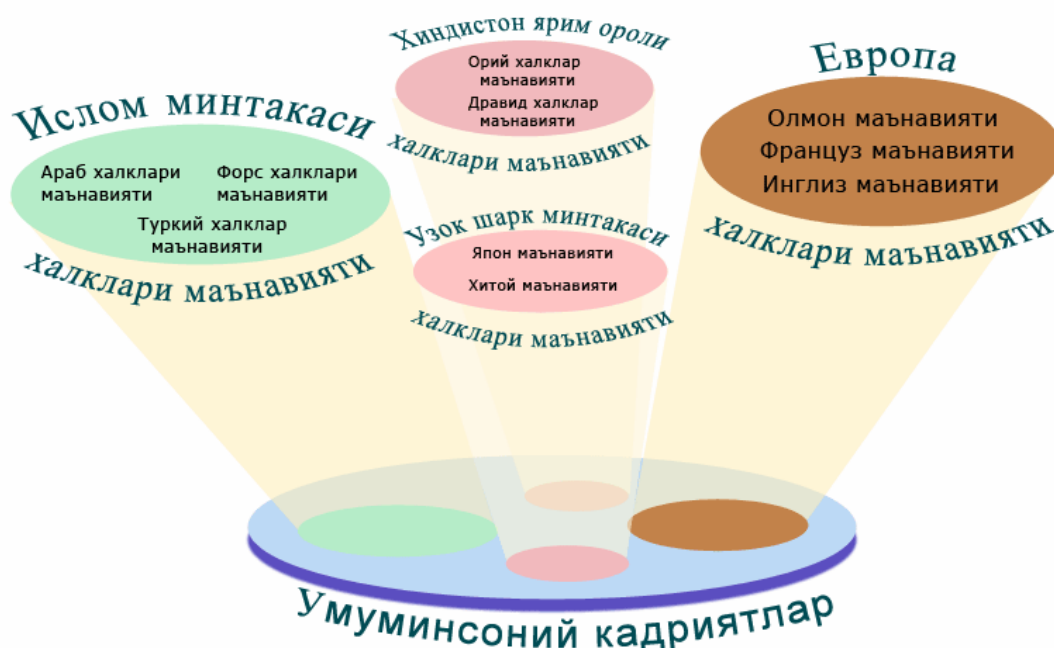 Ислом минтакаси
Араб халклари
маънавияти
Форс халклари
маънавияти
Туркий халклар
маънавияти
халклари маънавияти
Хиндистон ярим ороли
Орий халклар
маънавияти
Дравид халклар
маънавияти
халклари маънавияти
Узок шарк минтакаси
Япон маънавияти
Хитой маънавияти
халклари маънавияти
Европа
Олмон маънавияти
Француз маънавияти
Инглиз маънавияти
халклари маънавияти
Умуминсоний кадриятлар